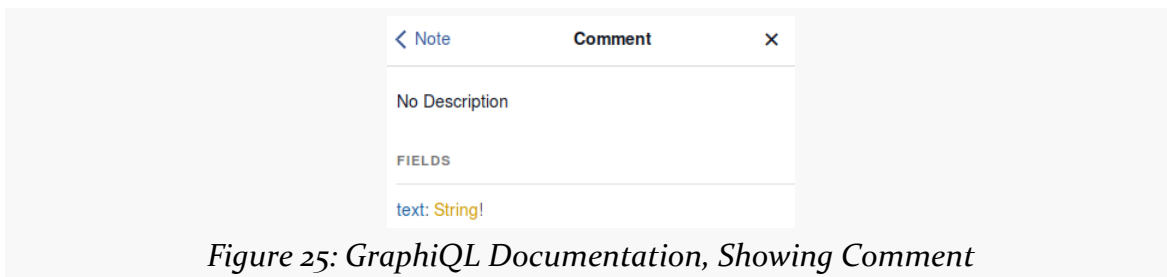 < Note Comment ×
No Description
FIELDS
text: String!
Figure 25: GraphiQL Documentation, Showing Comment